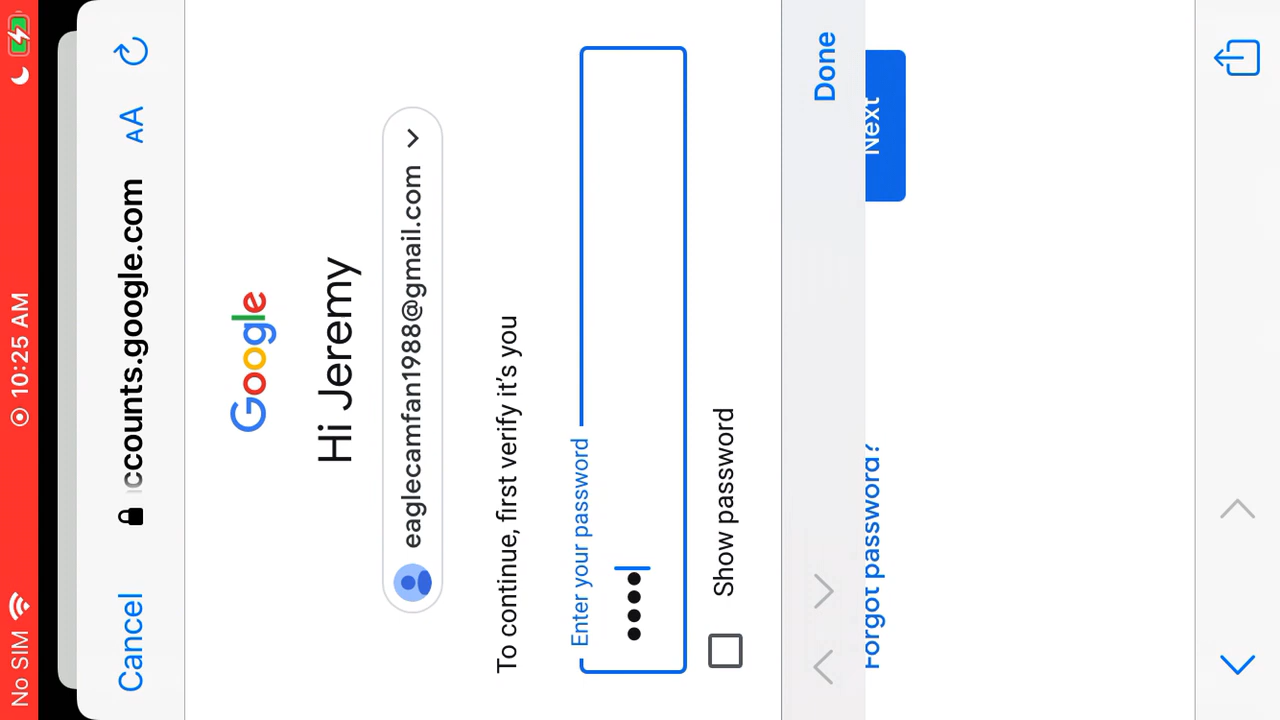 No SIM 10:25 AM
Cancel ccounts.google.com AA
Google
Hi Jeremy
eaglecamfan1988@gmail.com
To continue, first verify it's you
Enter your password
Show password
Done
Forgot password? Next